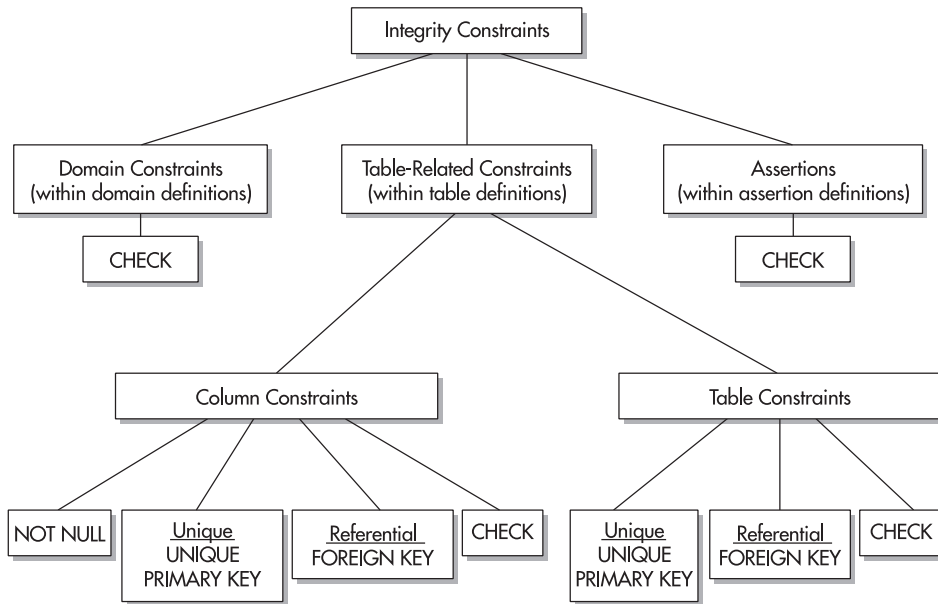 Integrity Constraints
Domain Constraints
(within domain definitions)
Table-Related Constraints
(within table definitions)
Assertions
(within assertion definitions)
CHECK
CHECK
Column Constraints
Table Constraints
NOT NULL
Unique
UNIQUE
PRIMARY KEY
Referential
FOREIGN KEY
CHECK
Unique
UNIQUE
PRIMARY KEY
Referential
FOREIGN KEY
CHECK